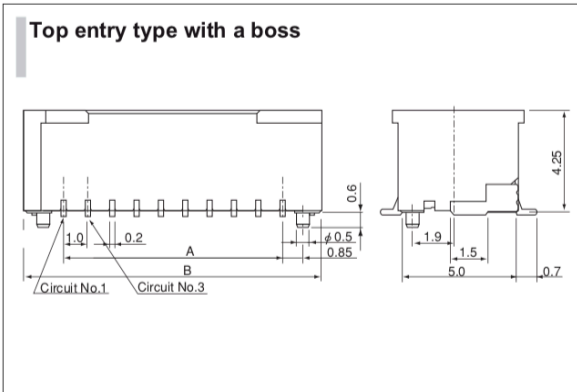 Top entry type with a boss
4.25
0.6
1.0
0.2
A
φ0.5
0.85
B
Circuit No.1
Circuit No.3
1.9
1.5
5.0
0.7